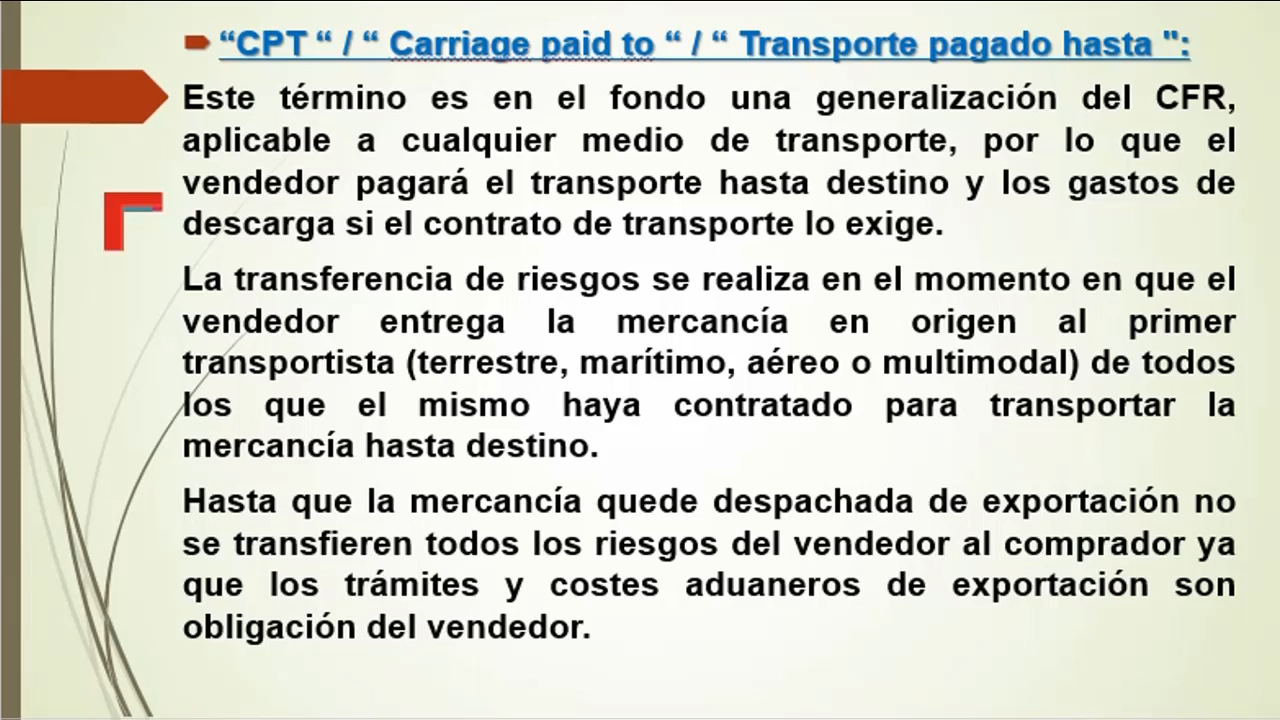 “CPT “ / “ Carriage paid to “ / “ Transporte pagado hasta ":
Este término es en el fondo una generalización del CFR,
aplicable a cualquier medio de transporte, por lo que el
vendedor pagará el transporte hasta destino y los gastos de
descarga si el contrato de transporte lo exige.
La transferencia de riesgos se realiza en el momento en que el
vendedor entrega la mercancía en origen al primer
transportista (terrestre, marítimo, aéreo o multimodal) de todos
los que el mismo haya contratado para transportar la
mercancía hasta destino.
Hasta que la mercancía quede despachada de exportación no
se transfieren todos los riesgos del vendedor al comprador ya
que los trámites y costes aduaneros de exportación son
obligación del vendedor.